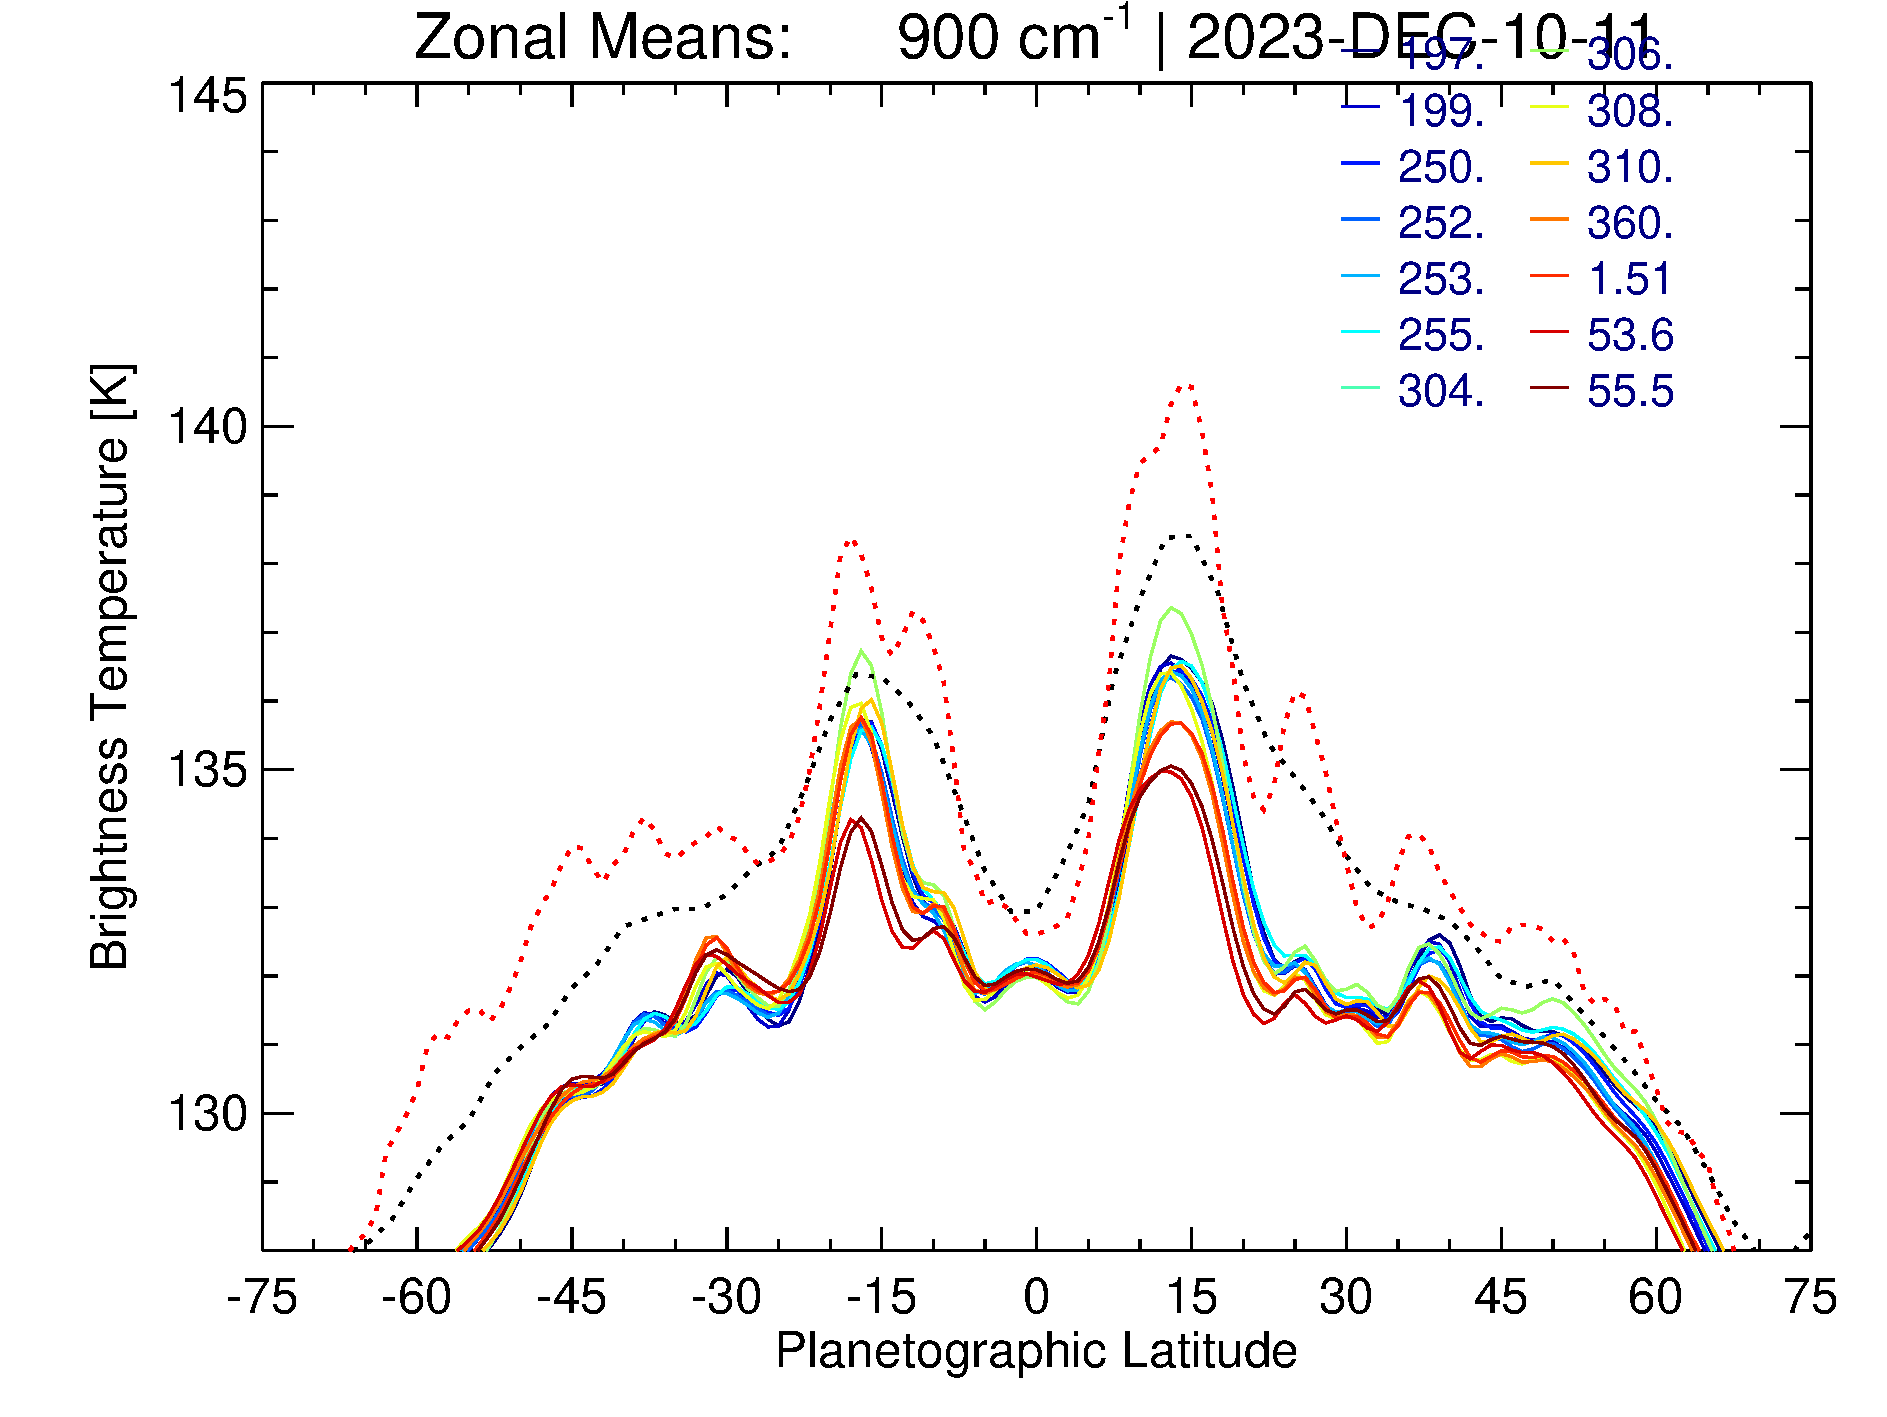 Zonal Means: 900 cm-1 | 2023-DEC-10-11
197. 306.
199. 308.
250. 310.
252. 360.
253. 1.51
255. 53.6
304. 55.5
145
140
135
130
Brightness Temperature [K]
-75 -60 -45 -30 -15 0 15 30 45 60 75
Planetographic Latitude